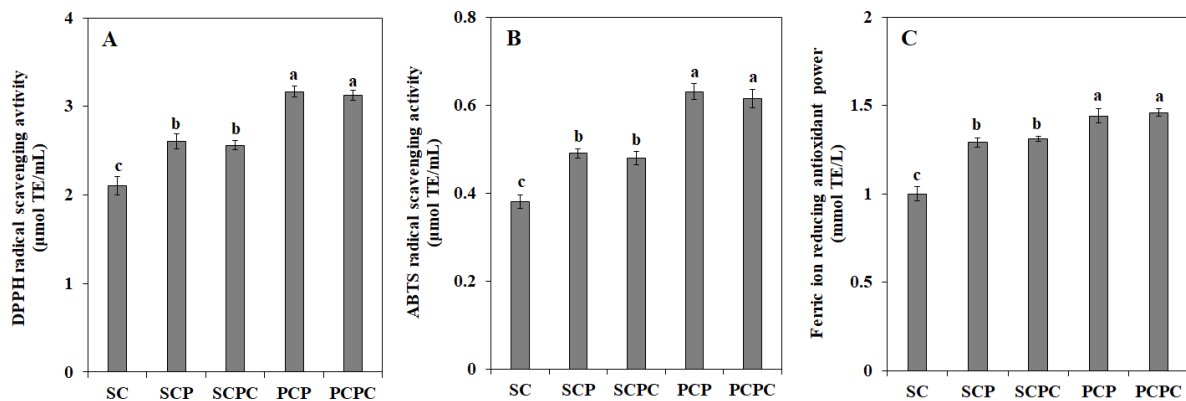 A
DPPH radical scavenging avtivity
(μmol TE/mL)
4
3
2
1
0
c
b
b
a
a
SC
SCP
SCPC
PCP
PCPC
B
ABTS radical scavenging activity
(μmol TE/mL)
0.8
0.6
0.4
0.2
0
c
b
b
a
a
SC
SCP
SCPC
PCP
PCPC
C
Ferric ion reducing antioxidant power
(mmol TE/L)
2
1.5
1
0.5
0
c
b
b
a
a
SC
SCP
SCPC
PCP
PCPC